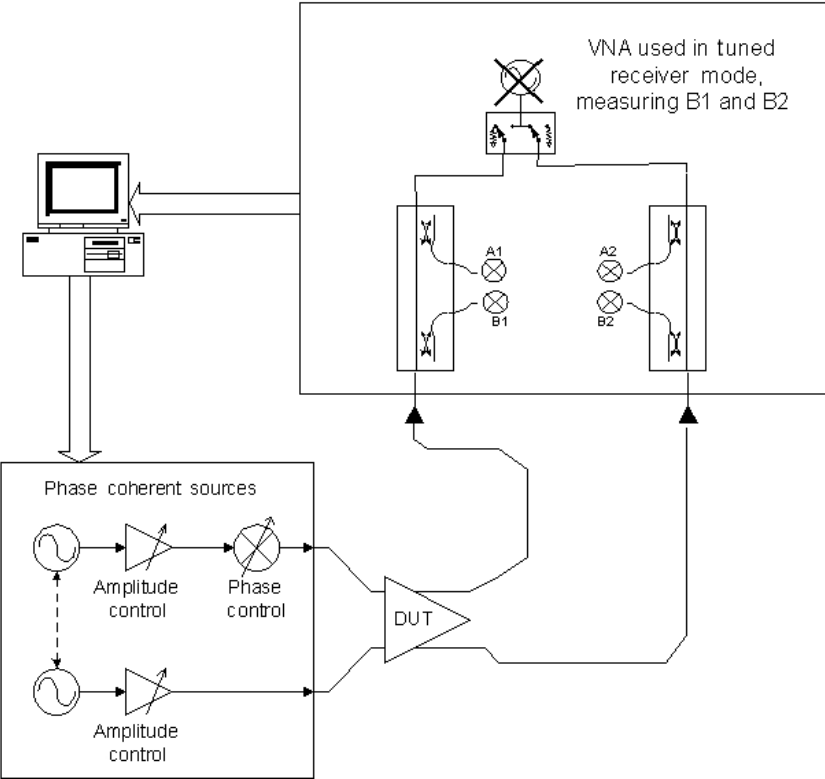 VNA used in tuned
receiver mode,
measuring B1 and B2
A1
A2
B1
B2
Phase coherent sources
Amplitude
control
Phase
control
DUT
Amplitude
control